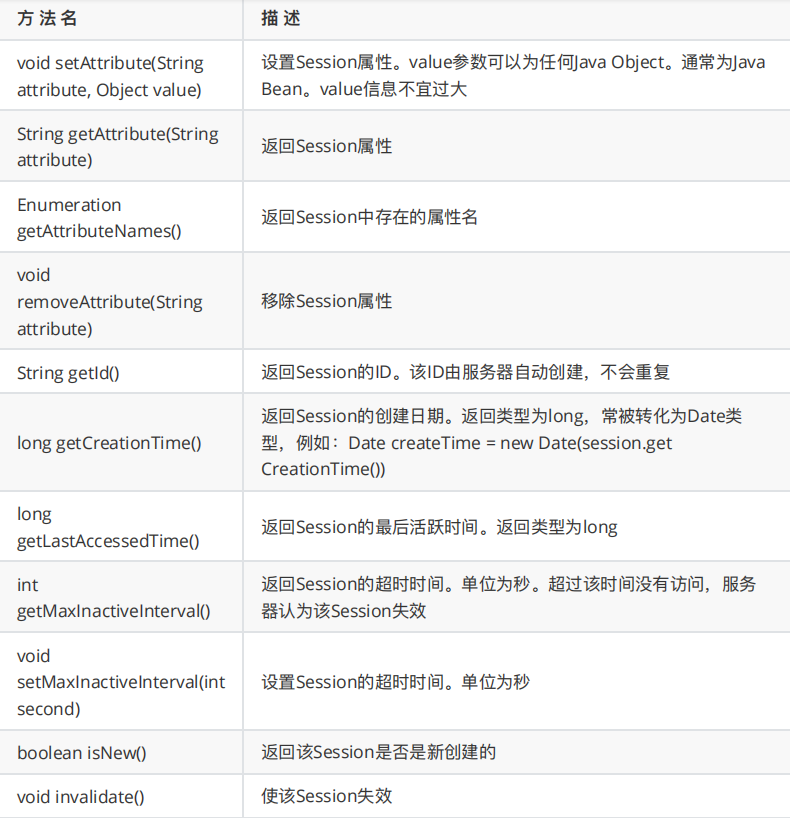 方 法 名
描 述
void setAttribute(String
attribute, Object value)
设置Session属性。value参数可以为任何Java Object。通常为Java
Bean。value信息不宜过大
String getAttribute(String
attribute)
返回Session属性
Enumeration
getAttributeNames()
返回Session中存在的属性名
void
removeAttribute(String
attribute)
移除Session属性
String getId()
返回Session的ID。该ID由服务器自动创建，不会重复
long getCreationTime()
返回Session的创建日期。返回类型为long，常被转化为Date类
型，例如：Date createTime = new Date(session.get
CreationTime())
long
getLastAccessedTime()
返回Session的最后活跃时间。返回类型为long
int
getMaxInactiveInterval()
返回Session的超时时间。单位为秒。超过该时间没有访问，服务
器认为该Session失效
void
setMaxInactiveInterval(int
second)
设置Session的超时时间。单位为秒
boolean isNew()
返回该Session是否是新创建的
void invalidate()
使该Session失效